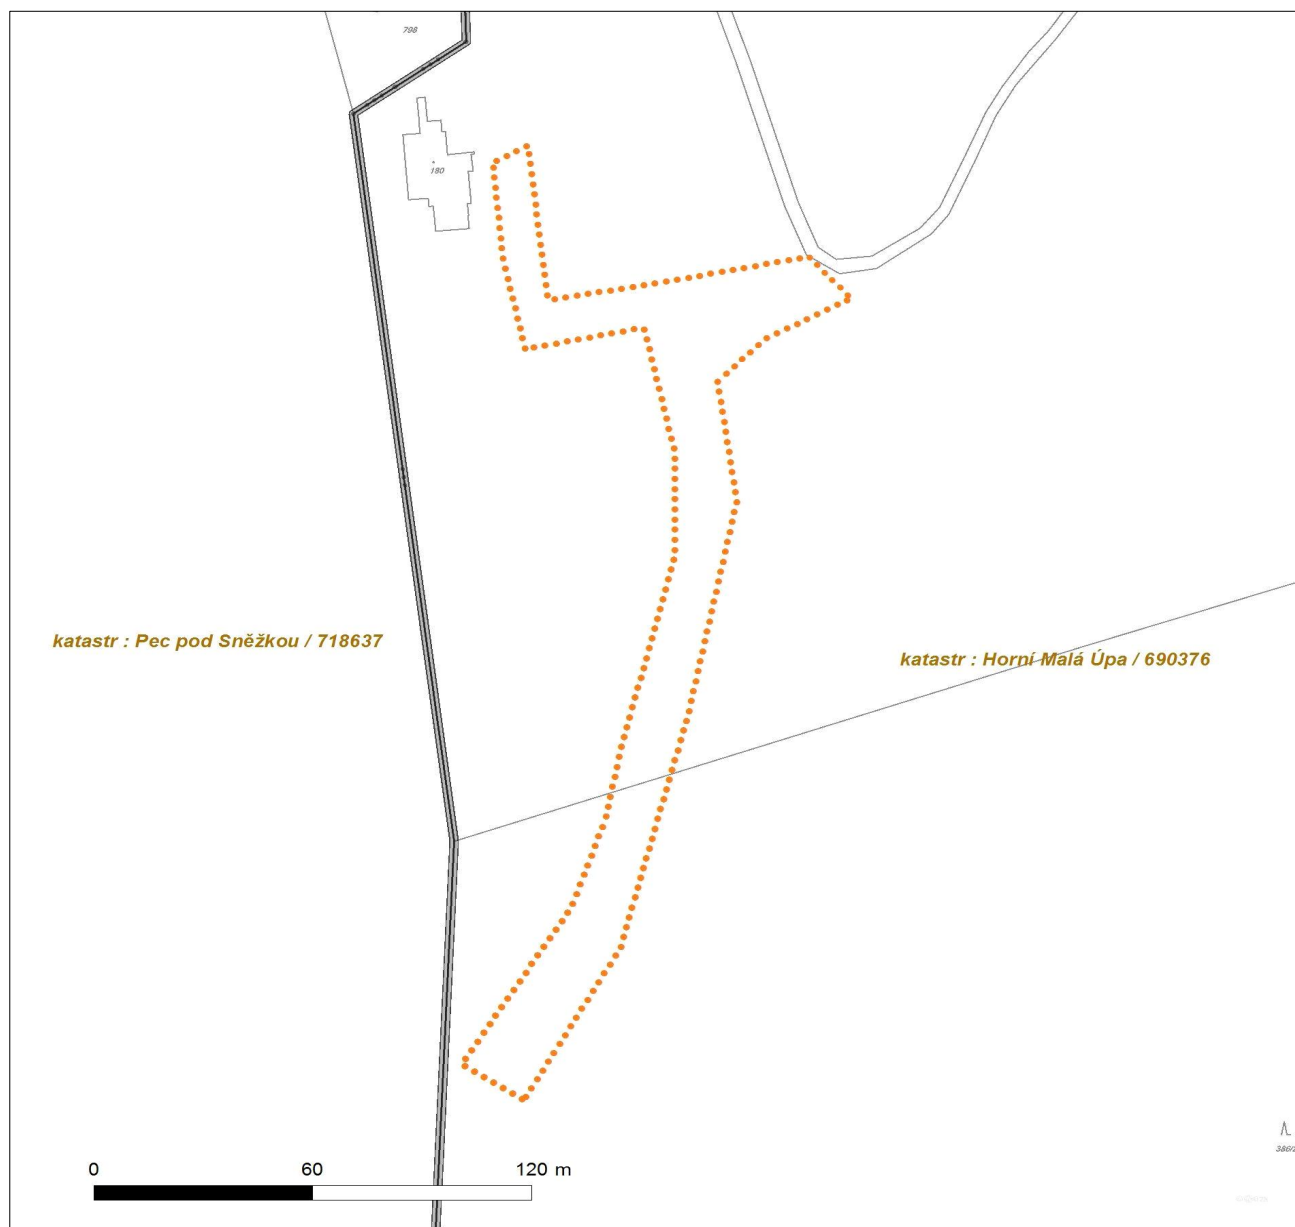 798
180
katastr : Pec pod Sněžkou / 718637
katastr : Horní Malá Úpa / 690376
0 60 120 m